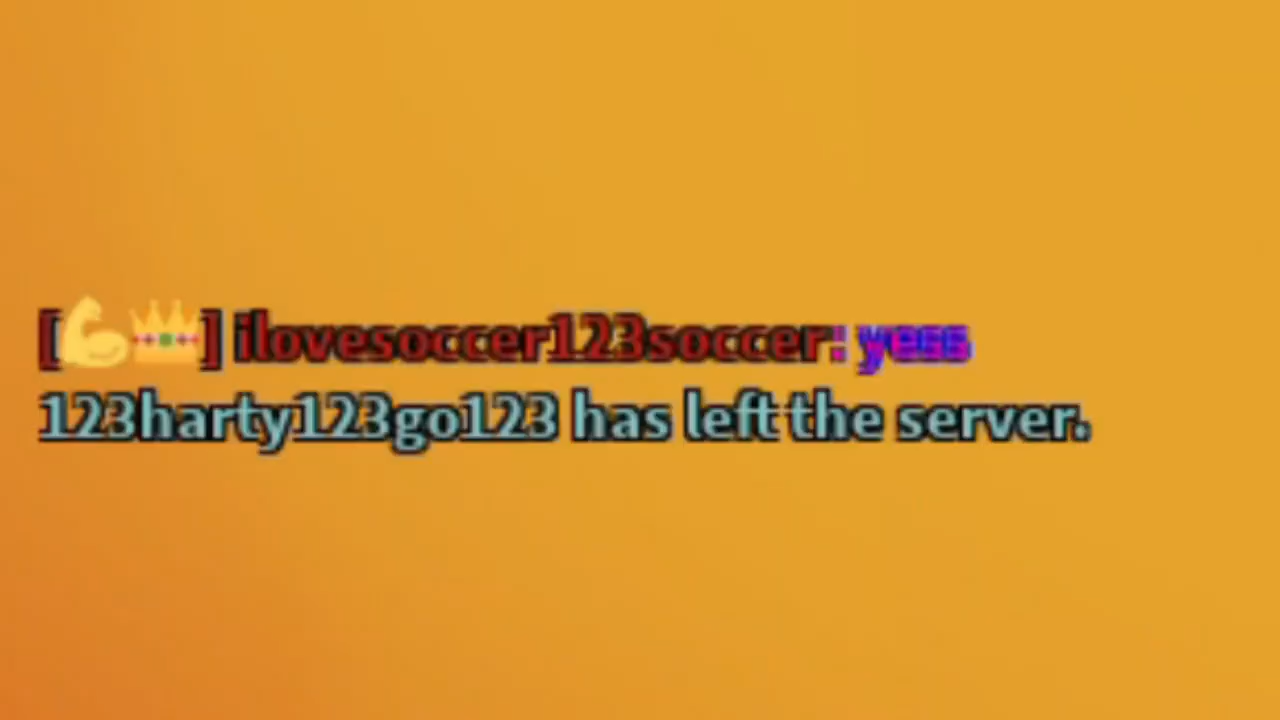 [💪👑] ilovesoccer123soccer: yess
123harty123go123 has left the server.